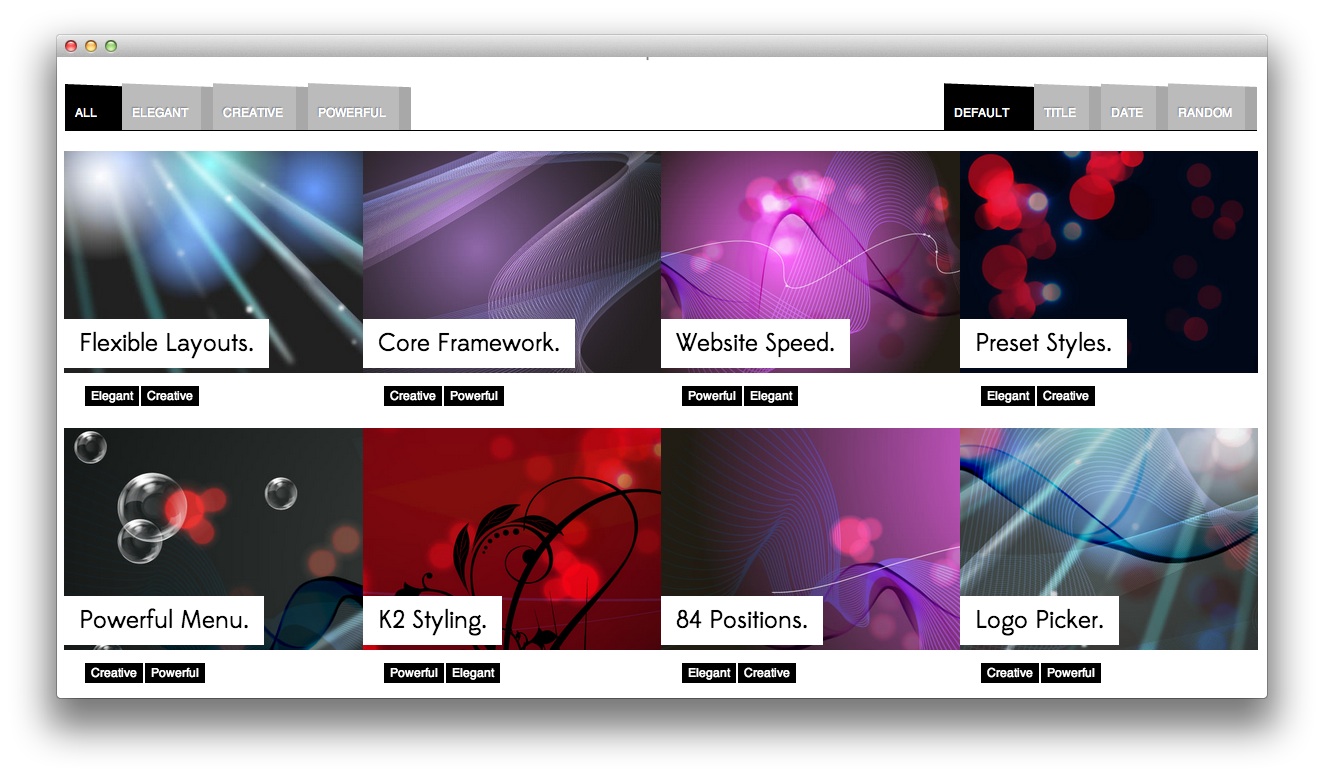 ALL ELEGANT CREATIVE POWERFUL DEFAULT TITLE DATE RANDOM
Flexible Layouts. Core Framework. Website Speed. Preset Styles.
Elegant Creative Creative Powerful Powerful Elegant Elegant Creative
Powerful Menu. K2 Styling. 84 Positions. Logo Picker.
Creative Powerful Powerful Elegant Elegant Creative Creative Powerful